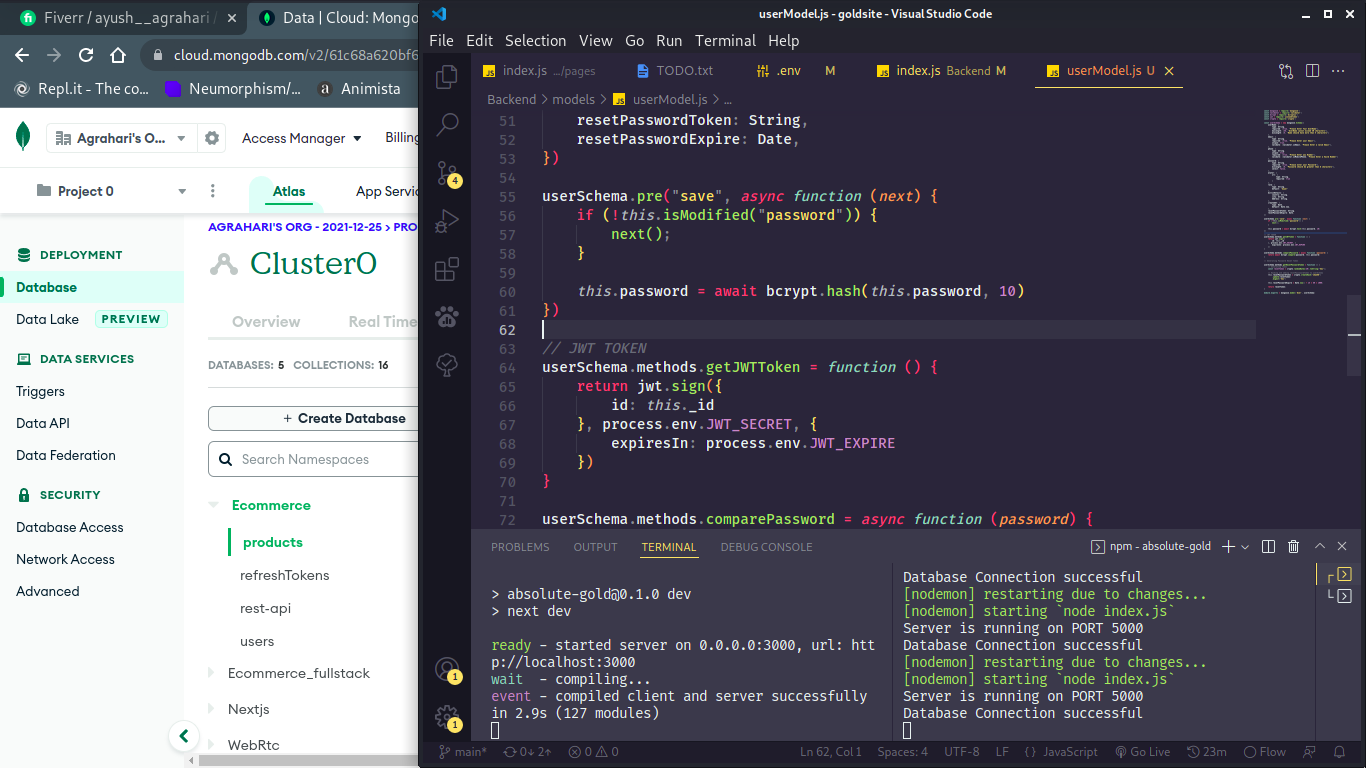 Fiverr / ayush__agrahari /
Data | Cloud: Mongo
cloud.mongodb.com/v2/61c68a620bf6
Repl.it - The co...
Neumorphism/...
Animista
Agrahari's O...
Access Manager
Billing
Project 0
Atlas
App Servic
DEPLOYMENT
Database
Data Lake
PREVIEW
DATA SERVICES
Triggers
Data API
Data Federation
SECURITY
Database Access
Network Access
Advanced
AGRAHARI'S ORG - 2021-12-25 > PRO
Cluster0
Overview
Real Time
DATABASES: 5 COLLECTIONS: 16
+ Create Database
Search Namespaces
Ecommerce
products
refreshTokens
rest-api
users
Ecommerce_fullstack
Nextjs
WebRtc
userModel.js - goldsite - Visual Studio Code
File Edit Selection View Go Run Terminal Help
index.js .../pages
TODO.txt
.env M
index.js Backend M
userModel.js U
Backend > models > userModel.js > ...
51 resetPasswordToken: String,
52 resetPasswordExpire: Date,
53 })
54
55 userSchema.pre("save", async function (next) {
56 if (!this.isModified("password")) {
57 next();
58 }
59
60 this.password = await bcrypt.hash(this.password, 10)
61 })
62
63 // JWT TOKEN
64 userSchema.methods.getJWTToken = function () {
65 return jwt.sign({
66 id: this._id
67 }, process.env.JWT_SECRET, {
68 expiresIn: process.env.JWT_EXPIRE
69 })
70 }
71
72 userSchema.methods.comparePassword = async function (password) {
4
1
1
PROBLEMS OUTPUT TERMINAL DEBUG CONSOLE
npm - absolute-gold
> absolute-gold@0.1.0 dev
> next dev
ready - started server on 0.0.0.0:3000, url: htt
p://localhost:3000
wait - compiling...
event - compiled client and server successfully
in 2.9s (127 modules)
Database Connection successful
[nodemon] restarting due to changes...
[nodemon] starting `node index.js`
Server is running on PORT 5000
Database Connection successful
[nodemon] restarting due to changes...
[nodemon] starting `node index.js`
Server is running on PORT 5000
Database Connection successful
main* 0↓ 2↑ 0 0 Ln 62, Col 1 Spaces: 4 UTF-8 LF {} JavaScript Go Live 23m Flow